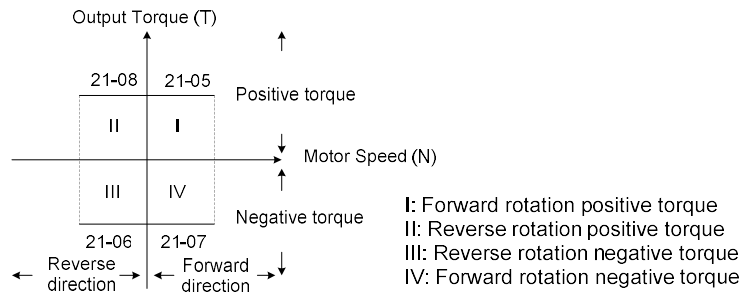 Output Torque (T)
21-08
21-05
Positive torque
II
I
Motor Speed (N)
III
IV
Negative torque
21-06
21-07
Reverse
direction
Forward
direction
I: Forward rotation positive torque
II: Reverse rotation positive torque
III: Reverse rotation negative torque
IV: Forward rotation negative torque